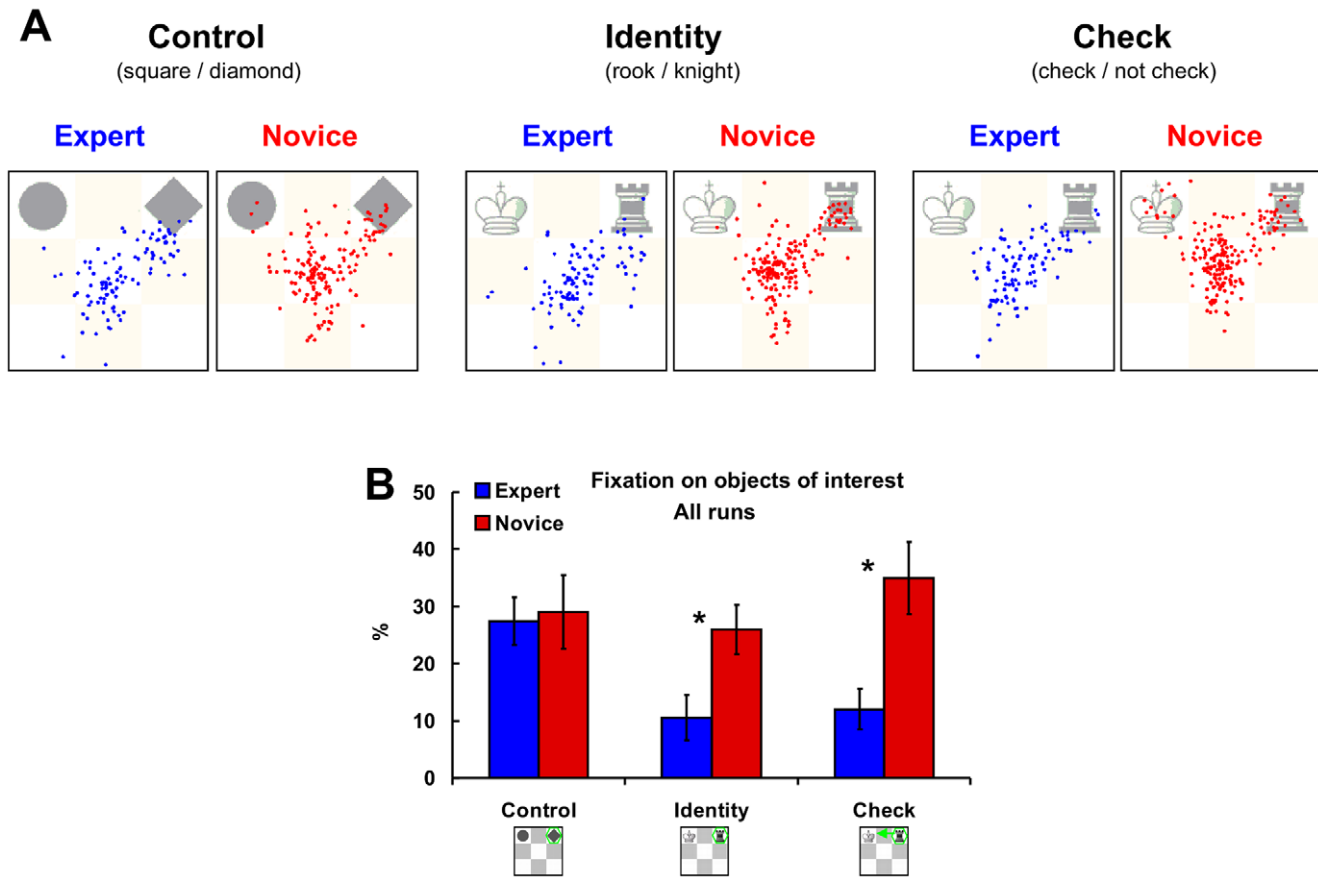 A
Control
(square / diamond)
Identity
(rook / knight)
Check
(check / not check)
Expert
Novice
Expert
Novice
Expert
Novice
B
Fixation on objects of interest
All runs
Expert
Novice
50
40
30
20
10
0
%
*
*
Control
Identity
Check